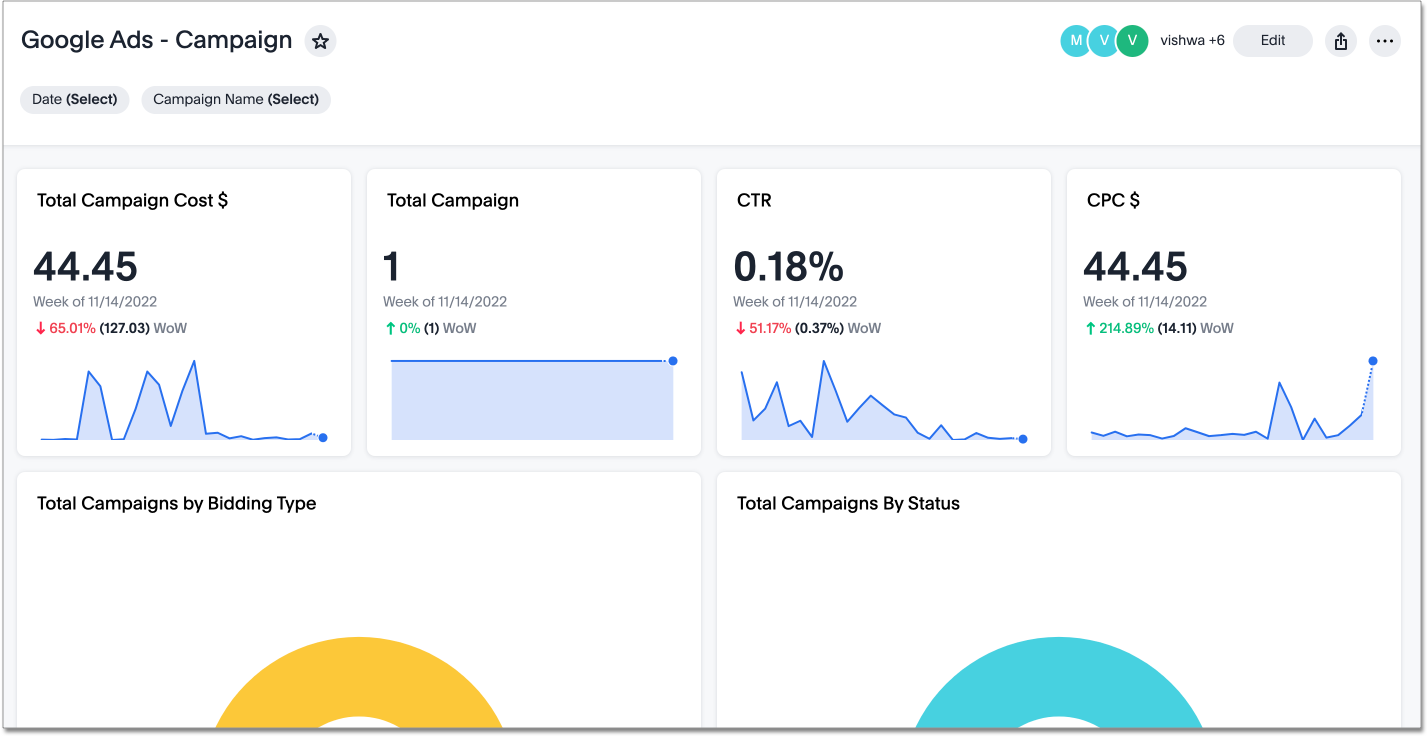 Google Ads - Campaign
M V V vishwa +6 Edit
Date (Select) Campaign Name (Select)
Total Campaign Cost $
44.45
Week of 11/14/2022
↓ 65.01% (127.03) WoW
Total Campaign
1
Week of 11/14/2022
↑ 0% (1) WoW
CTR
0.18%
Week of 11/14/2022
↓ 51.17% (0.37%) WoW
CPC $
44.45
Week of 11/14/2022
↑ 214.89% (14.11) WoW
Total Campaigns by Bidding Type
Total Campaigns By Status